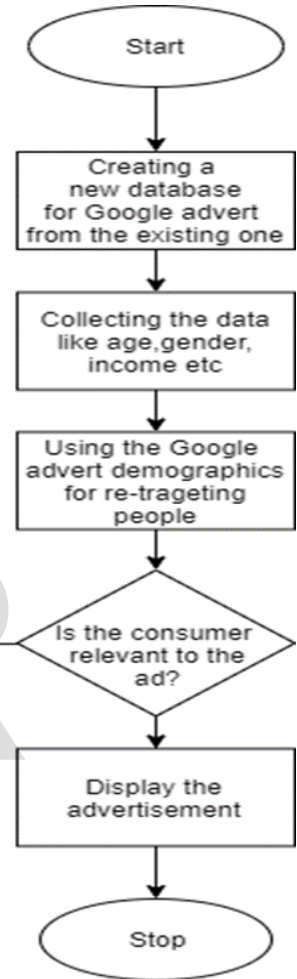 Start
Creating a
new database
for Google advert
from the existing one
Collecting the data
like age,gender,
income etc
Using the Google
advert demographics
for re-trageting
people
Is the consumer
relevant to the
ad?
Display the
advertisement
Stop